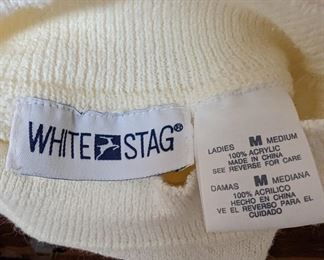 WHITE STAG®
LADIES M MEDIUM
100% ACRYLIC
MADE IN CHINA
SEE REVERSE FOR CARE
DAMAS M MEDIANA
100% ACRILICO
HECHO EN CHINA
VE EL REVERSO PARA EL
CUIDADO